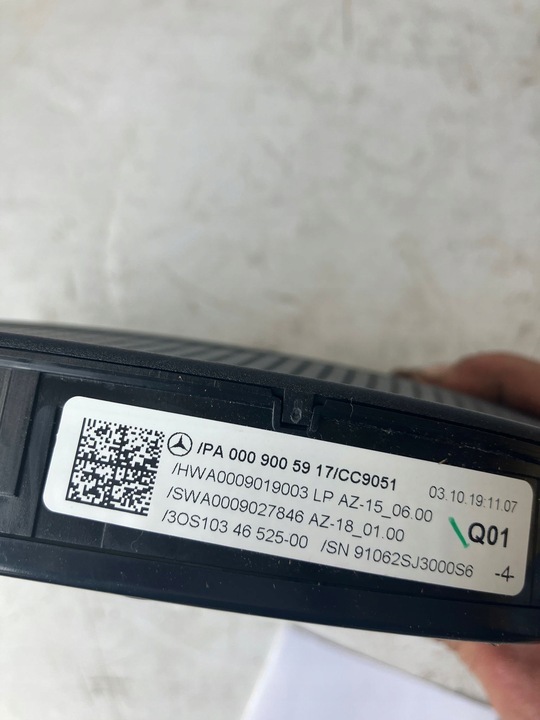 /PA 000 900 59 17/CC9051
/HWA0009019003 LP AZ-15_06.00
/SWA0009027846 AZ-18_01.00
/3OS103 46 525-00 /SN 91062SJ3000S6
03.10.19:11.07
Q01
-4-